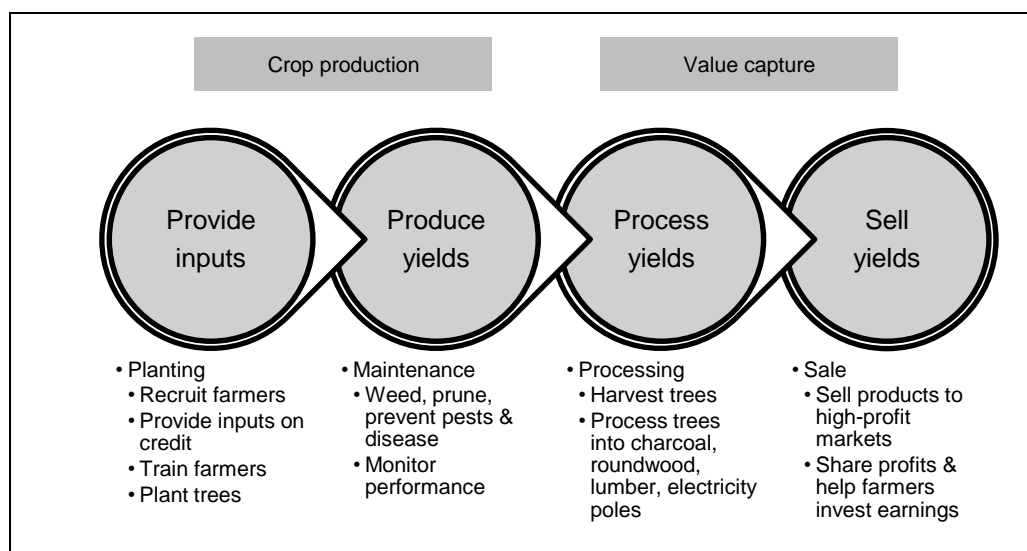 Crop production
Value capture
Provide
inputs
Produce
yields
Process
yields
Sell
yields
• Planting
• Recruit farmers
• Provide inputs on
credit
• Train farmers
• Plant trees
• Maintenance
• Weed, prune,
prevent pests &
disease
• Monitor
performance
• Processing
• Harvest trees
• Process trees
into charcoal,
roundwood,
lumber, electricity
poles
• Sale
• Sell products to
high-profit
markets
• Share profits &
help farmers
invest earnings